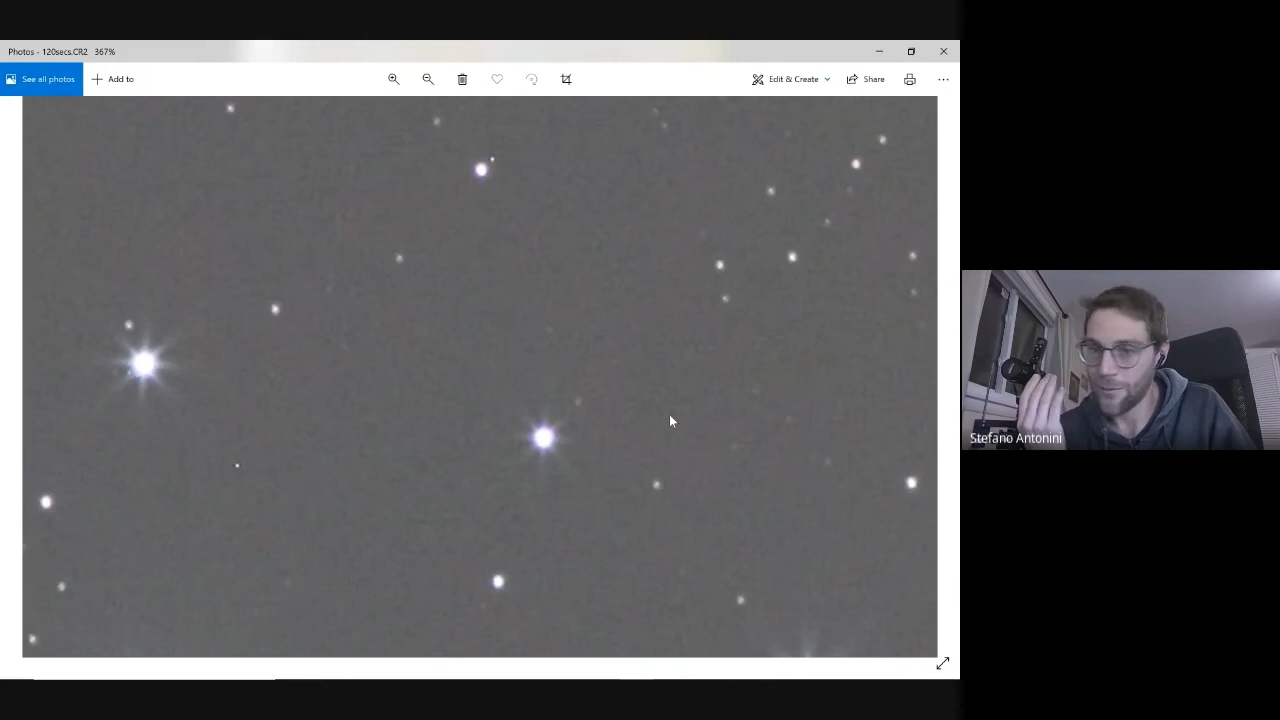 Photos - 120secs.CR2 367%
See all photos
Add to
Edit & Create
Share
Stefano Antonini